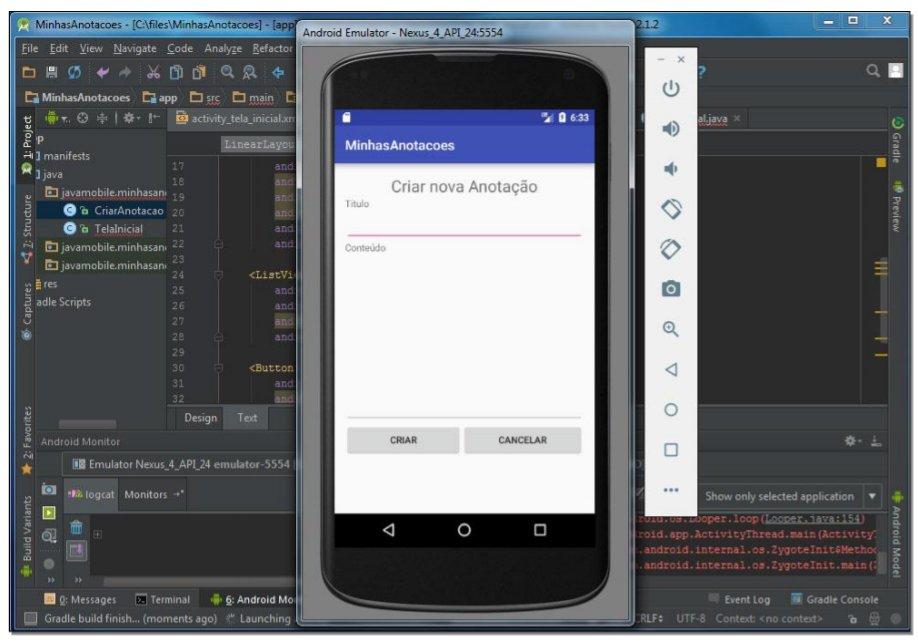 MinhasAnotacoes - [C:\files\MinhasAnotacoes] - [app
2.1.2
File Edit View Navigate Code Analyze Refactor
MinhasAnotacoes app src main
activity_tela_inicial.xm
al.java
manifests
java
javamobile.minhasan
CriarAnotacao
TelaInicial
javamobile.minhasan
javamobile.minhasan
res
adle Scripts
1: Project
7: Structure
Captures
2: Favorites
Build Variants
LinearLayou
17 and
18 and
19 and
20 and
21 and
22 and
23
24 <ListVi
25 and
26 and
27 and
28 and
29
30 <Button
31 and
32 and
Design Text
Android Emulator - Nexus_4_API_24:5554
6:33
MinhasAnotacoes
Criar nova Anotação
Titulo
Conteúdo
CRIAR CANCELAR
Gradle
Preview
Android Model
Android Monitor
Emulator Nexus_4_API_24 emulator-5554
logcat Monitors
Show only selected application
roid.os.Looper.loop(Looper.java:154)
roid.app.ActivityThread.main(Activity
.android.internal.os.ZygoteInit$Metho
.android.internal.os.ZygoteInit.main(
0: Messages Terminal 6: Android Mo
Event Log Gradle Console
Gradle build finish... (moments ago) Launching
CRLF UTF-8 Context: <no context>